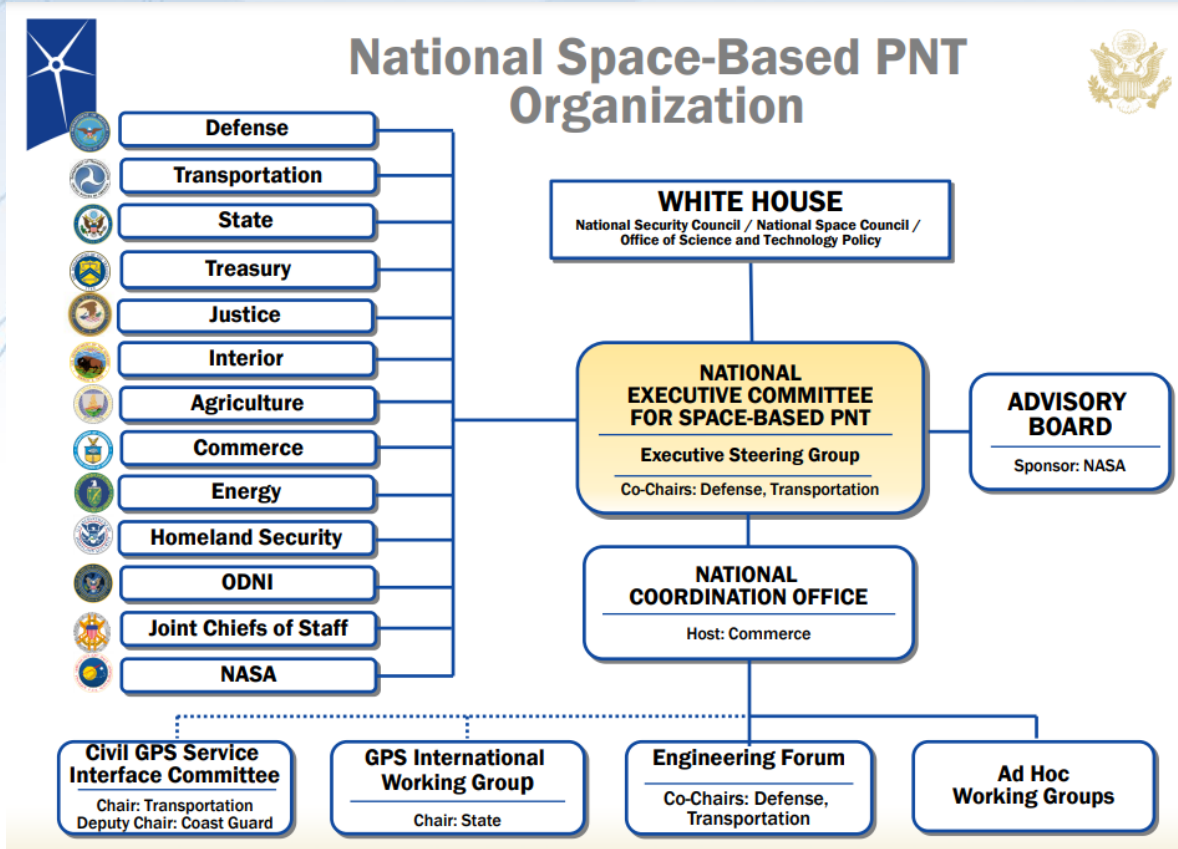 National Space-Based PNT
Organization
Defense
Transportation
State
Treasury
Justice
Interior
Agriculture
Commerce
Energy
Homeland Security
ODNI
Joint Chiefs of Staff
NASA
WHITE HOUSE
National Security Council / National Space Council /
Office of Science and Technology Policy
NATIONAL
EXECUTIVE COMMITTEE
FOR SPACE-BASED PNT
Executive Steering Group
Co-Chairs: Defense, Transportation
ADVISORY
BOARD
Sponsor: NASA
NATIONAL
COORDINATION OFFICE
Host: Commerce
Civil GPS Service
Interface Committee
Chair: Transportation
Deputy Chair: Coast Guard
GPS International
Working Group
Chair: State
Engineering Forum
Co-Chairs: Defense,
Transportation
Ad Hoc
Working Groups